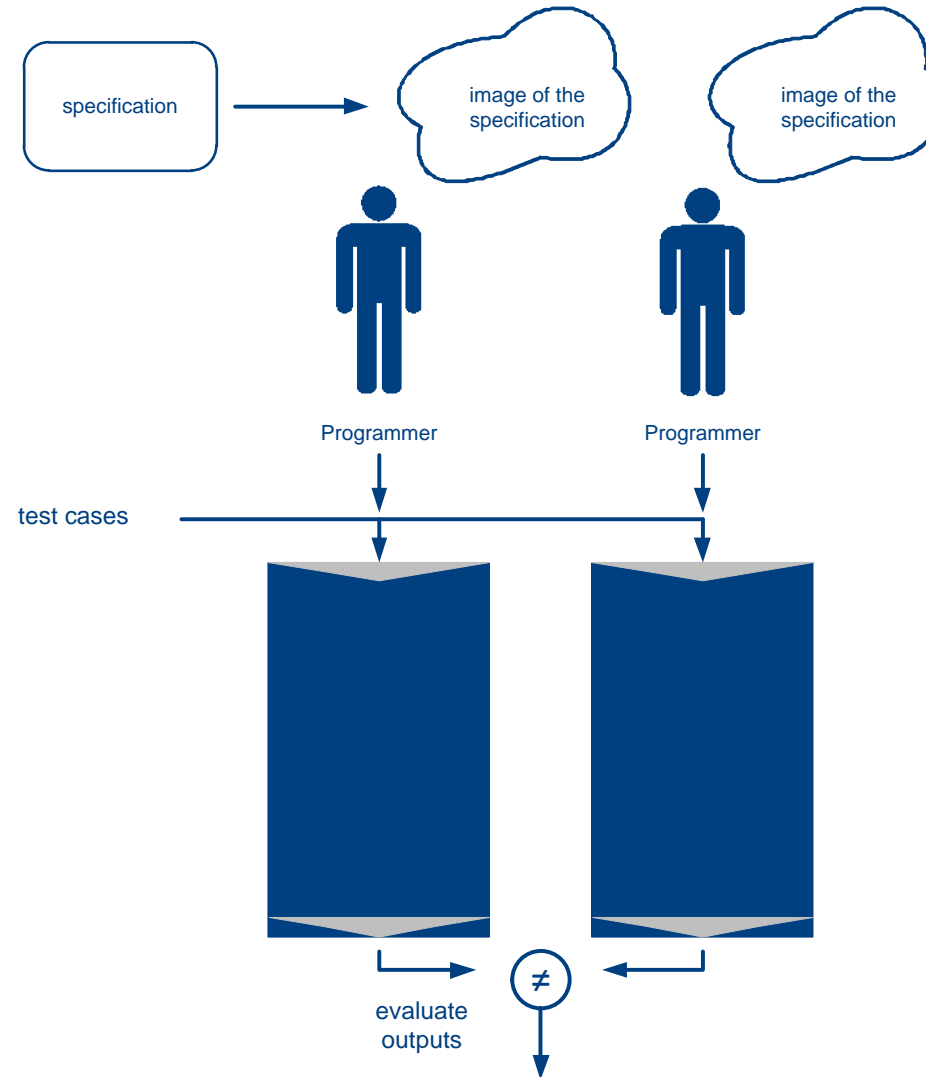 specification
image of the
specification
image of the
specification
Programmer
Programmer
test cases
≠
evaluate
outputs